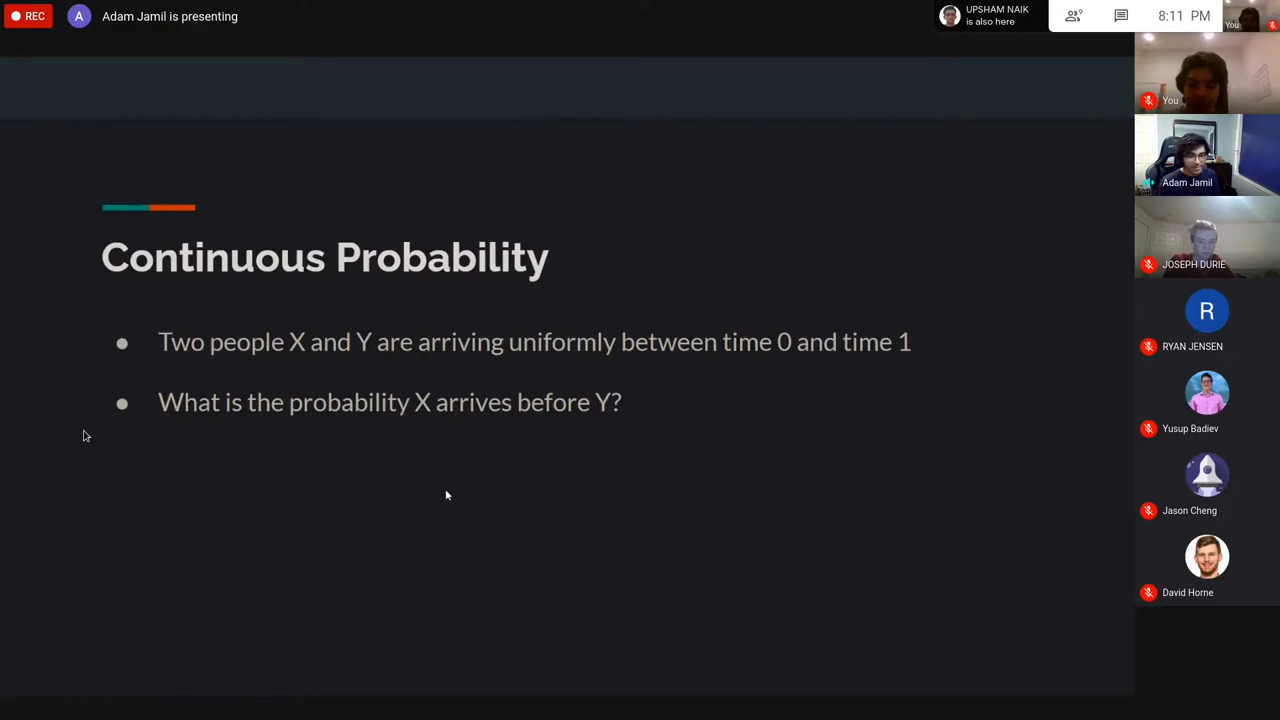 REC
A
Adam Jamil is presenting
UPSHAM NAIK
is also here
9
8:11 PM
You
You
Adam Jamil
JOSEPH DURIE
R
RYAN JENSEN
Yusup Badiev
Jason Cheng
David Horne
Continuous Probability
● Two people X and Y are arriving uniformly between time 0 and time 1
● What is the probability X arrives before Y?